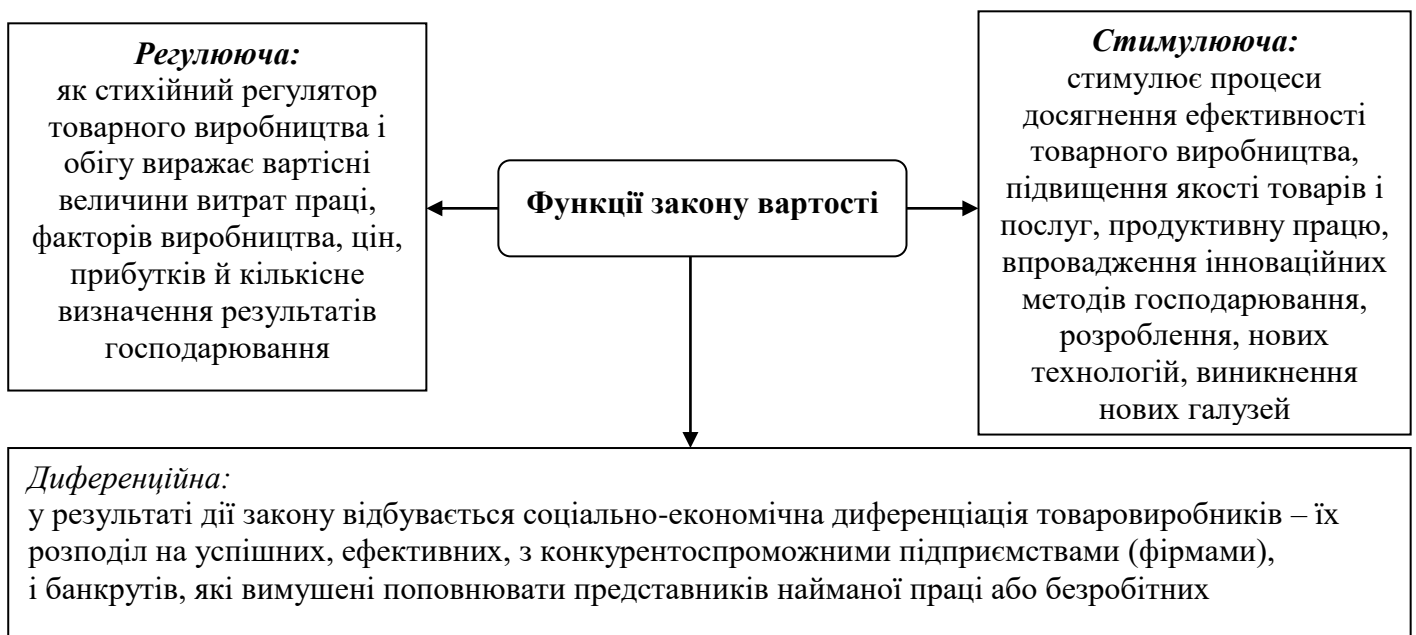 Регулююча:
як стихійний регулятор
товарного виробництва і
обігу виражає вартісні
величини витрат праці,
факторів виробництва, цін,
прибутків й кількісне
визначення результатів
господарювання
Функції закону вартості
Стимулююча:
стимулює процеси
досягнення ефективності
товарного виробництва,
підвищення якості товарів і
послуг, продуктивну працю,
впровадження інноваційних
методів господарювання,
розроблення, нових
технологій, виникнення
нових галузей
Диференційна:
у результаті дії закону відбувається соціально-економічна диференціація товаровиробників – їх
розподіл на успішних, ефективних, з конкурентоспроможними підприємствами (фірмами),
і банкрутів, які вимушені поповнювати представників найманої праці або безробітних